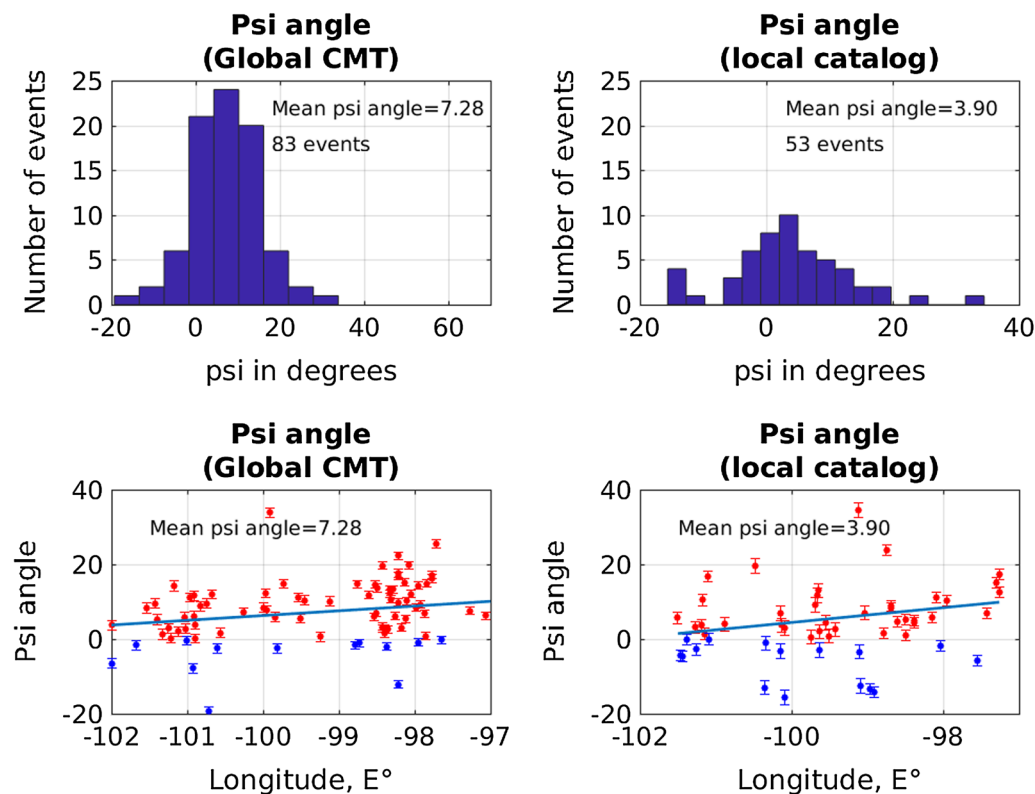 Psi angle
(Global CMT)
Number of events
25
20
15
10
5
0
Mean psi angle=7.28
83 events
-20 0 20 40 60
psi in degrees
Psi angle
(local catalog)
Number of events
25
20
15
10
5
0
Mean psi angle=3.90
53 events
-20 0 20 40
psi in degrees
Psi angle
(Global CMT)
Psi angle
40
20
0
-20
Mean psi angle=7.28
-102 -101 -100 -99 -98 -97
Longitude, E°
Psi angle
(local catalog)
Psi angle
40
20
0
-20
Mean psi angle=3.90
-102 -100 -98
Longitude, E°